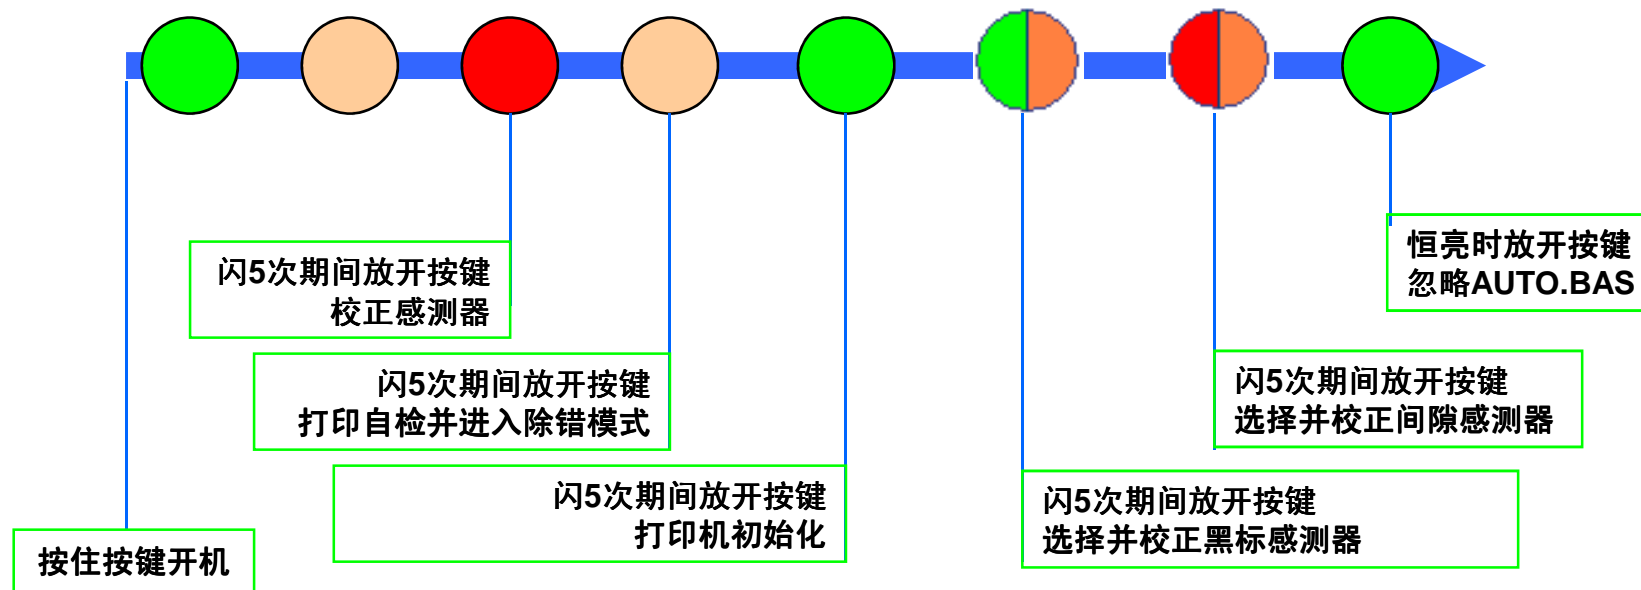 恒亮时放开按键
忽略AUTO.BAS
闪5次期间放开按键
校正感测器
闪5次期间放开按键
打印自检并进入除错模式
闪5次期间放开按键
选择并校正间隙感测器
闪5次期间放开按键
打印机初始化
闪5次期间放开按键
选择并校正黑标感测器
按住按键开机